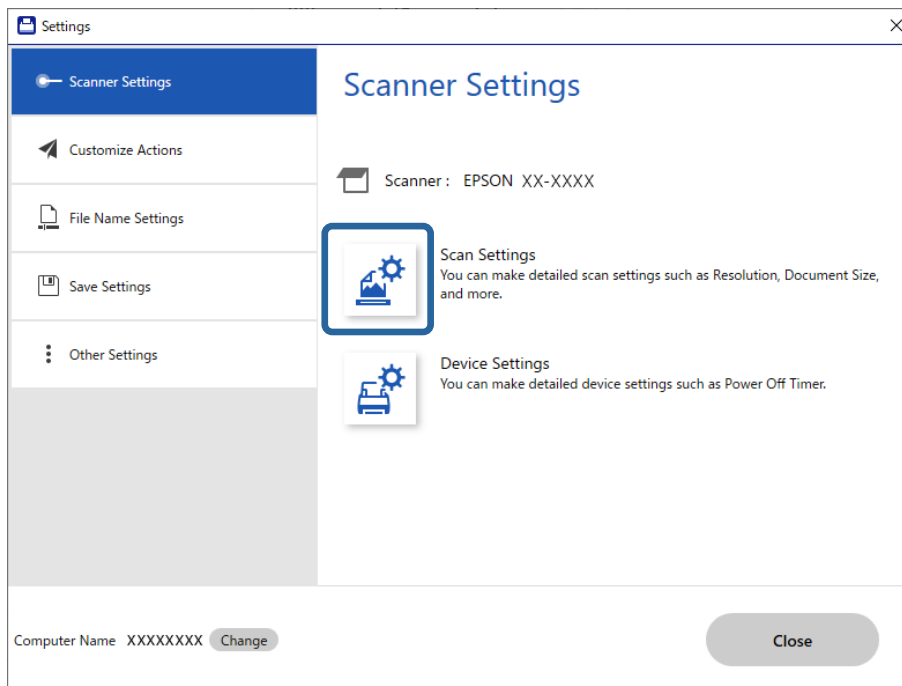 Settings
Scanner Settings
Customize Actions
File Name Settings
Save Settings
Other Settings
Scanner Settings
Scanner : EPSON XX-XXXX
Scan Settings
You can make detailed scan settings such as Resolution, Document Size,
and more.
Device Settings
You can make detailed device settings such as Power Off Timer.
Computer Name XXXXXXXX Change
Close